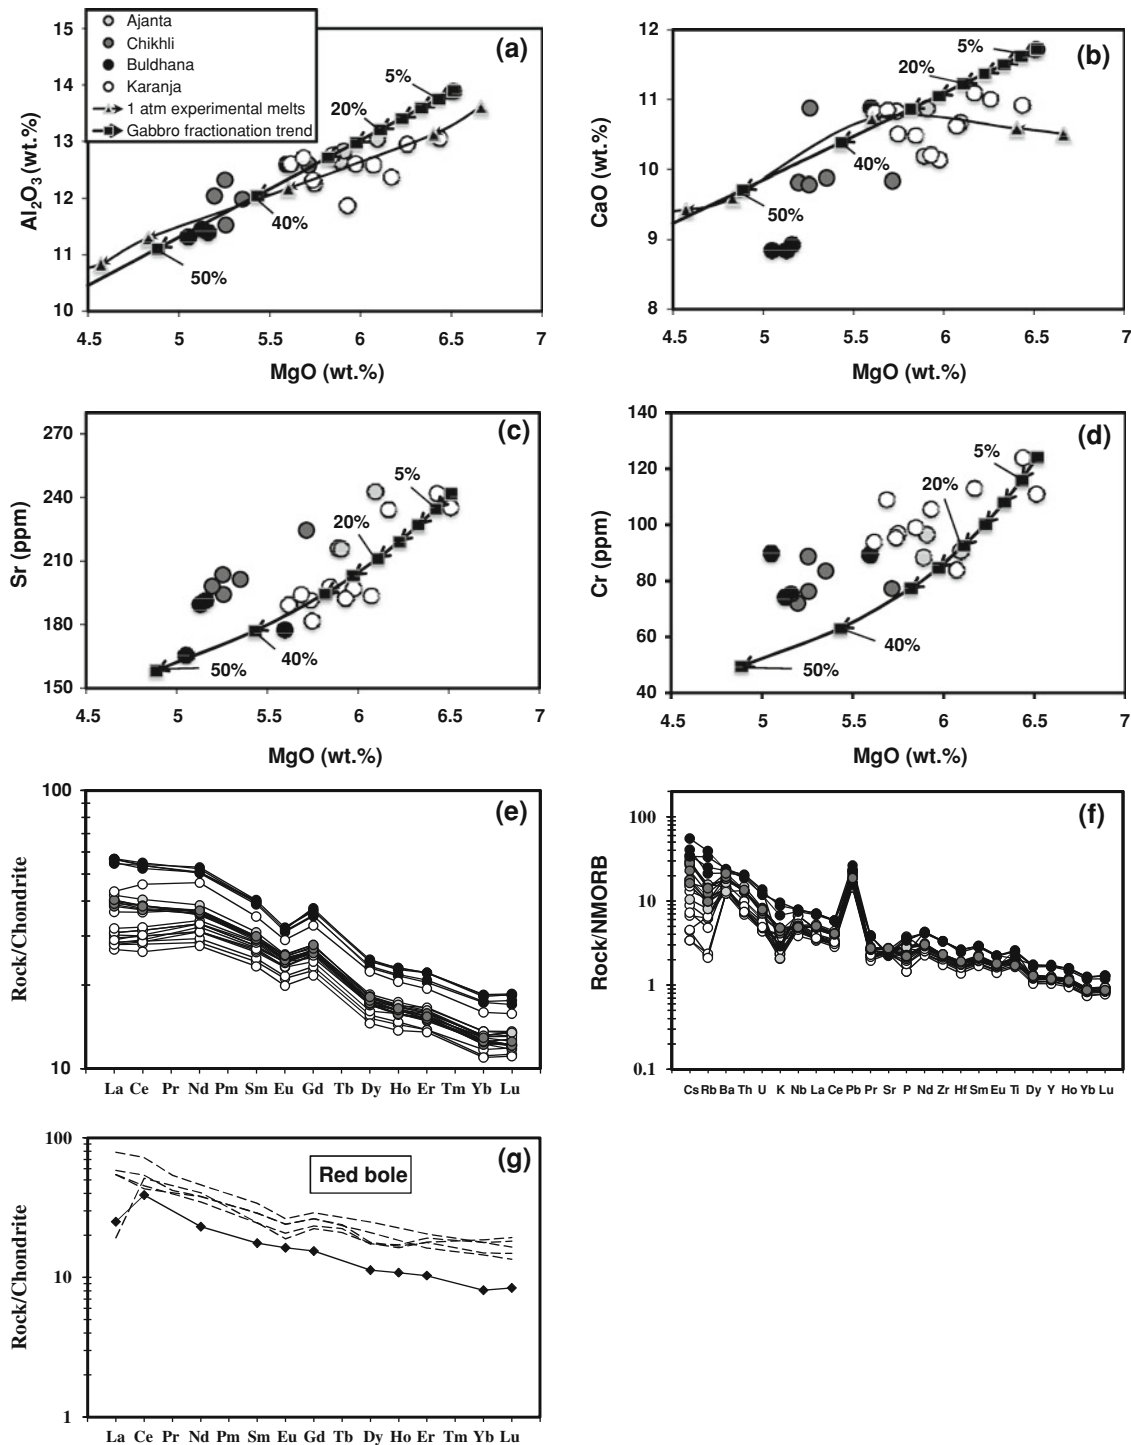 15
14
13
12
11
10
Al2O3 (wt.%)
Ajanta
Chikhli
Buldhana
Karanja
1 atm experimental melts
Gabbro fractionation trend
(a)
5%
20%
40%
50%
4.5 5 5.5 6 6.5 7
MgO (wt.%)
12
11
10
9
8
CaO (wt.%)
(b)
5%
20%
40%
50%
4.5 5 5.5 6 6.5 7
MgO (wt.%)
270
240
210
180
150
Sr (ppm)
(c)
5%
20%
40%
50%
4.5 5 5.5 6 6.5 7
MgO (wt.%)
140
120
100
80
60
40
Cr (ppm)
(d)
5%
20%
40%
50%
4.5 5 5.5 6 6.5 7
MgO (wt.%)
100
10
Rock/Chondrite
(e)
La Ce Pr Nd Pm Sm Eu Gd Tb Dy Ho Er Tm Yb Lu
100
10
1
0.1
Rock/NMORB
(f)
Cs Rb Ba Th U K Nb La Ce Pb Pr Sr P Nd Zr Hf Sm Eu Ti Dy Y Ho Yb Lu
100
10
1
Rock/Chondrite
(g)
Red bole
La Ce Pr Nd Pm Sm Eu Gd Tb Dy Ho Er Tm Yb Lu